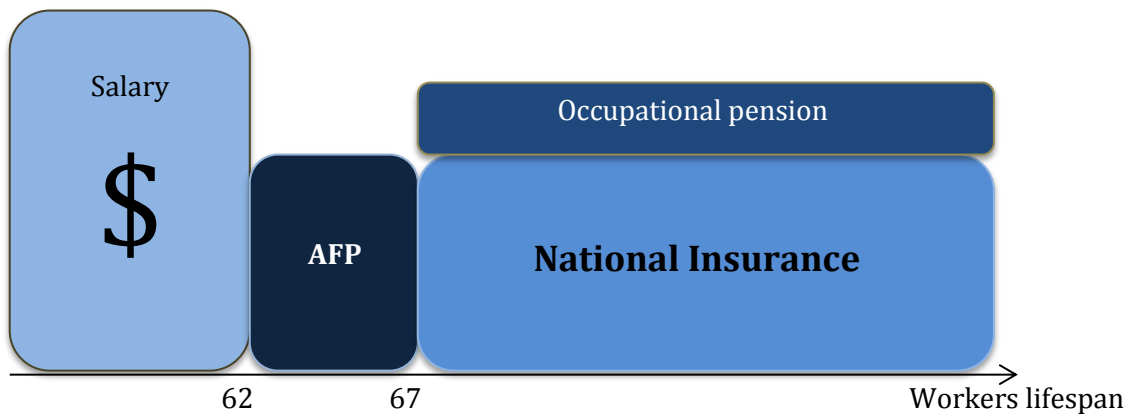 Salary
$
Occupational pension
AFP
National Insurance
62
67
Workers lifespan